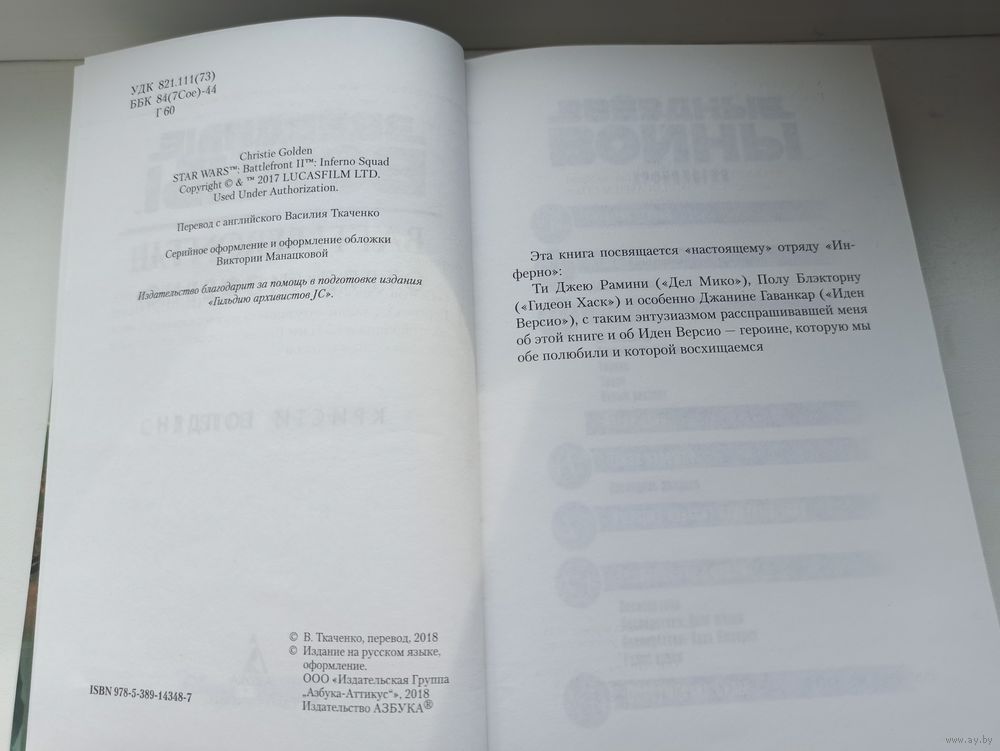 УДК 821.111(73)
ББК 84(7Сое)-44
Г 60
Christie Golden
STAR WARS™: Battlefront II™: Inferno Squad
Copyright © & ™ 2017 LUCASFILM LTD.
Used Under Authorization.
Перевод с английского Василия Ткаченко
Серийное оформление и оформление обложки
Виктории Манацковой
Издательство благодарит за помощь в подготовке издания
«Гильдию архивистов JC».
© В. Ткаченко, перевод, 2018
© Издание на русском языке,
оформление.
ООО «Издательская Группа
„Азбука-Аттикус“», 2018
Издательство АЗБУКА®
ISBN 978-5-389-14348-7
Эта книга посвящается «настоящему» отряду «Ин-
ферно»:
Ти Джею Рамини («Дел Мико»), Полу Блэкторну
(«Гидеон Хаск») и особенно Джанине Гаванкар («Иден
Версио»), с таким энтузиазмом расспрашивавшей меня
об этой книге и об Иден Версио — героине, которую мы
обе полюбили и которой восхищаемся
www.ay.by